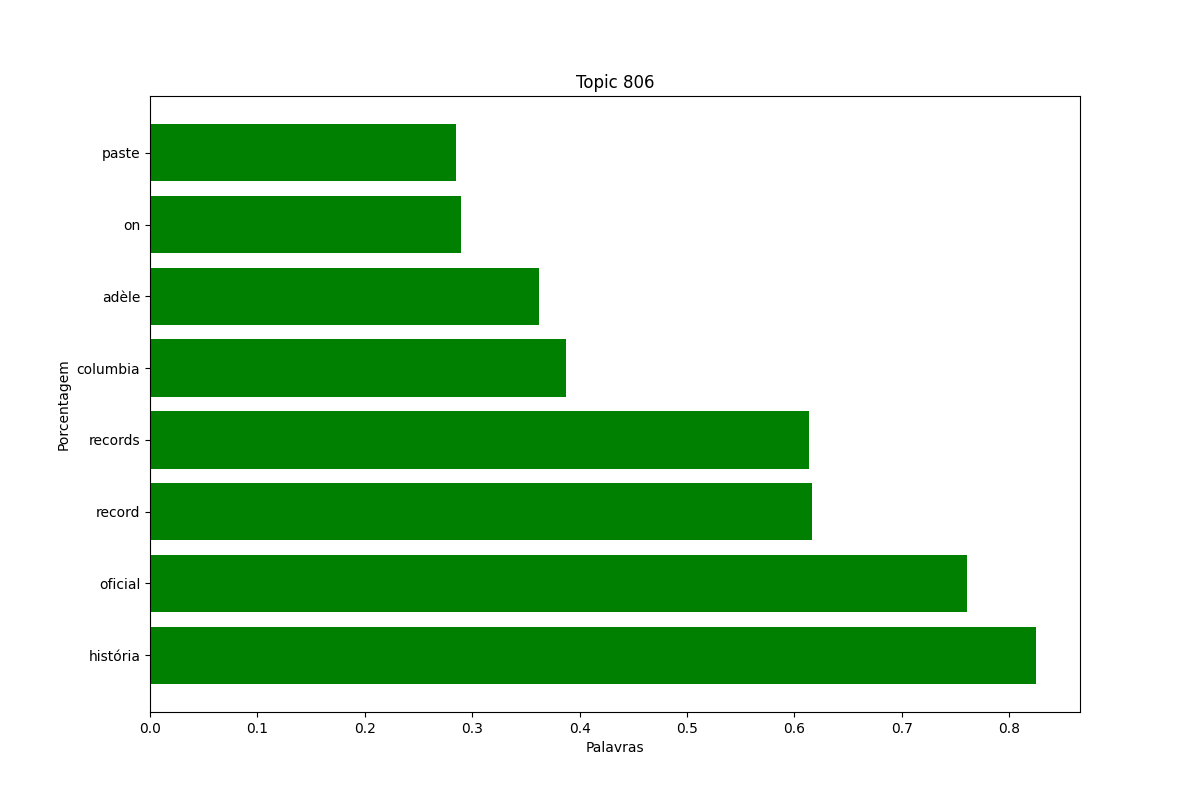 Topic 806
paste
on
adèle
columbia
records
record
oficial
história
Porcentagem
0.0 0.1 0.2 0.3 0.4 0.5 0.6 0.7 0.8
Palavras